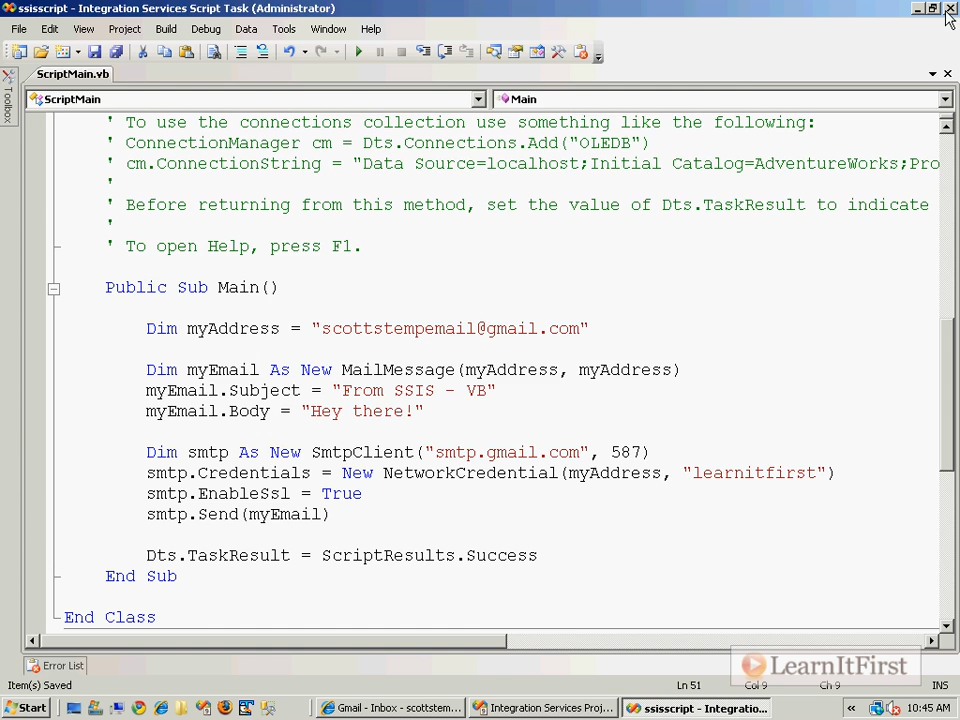 ssisscript - Integration Services Script Task (Administrator)
File Edit View Project Build Debug Data Tools Window Help
ScriptMain.vb
Toolbox
ScriptMain
Main
' To use the connections collection use something like the following:
' ConnectionManager cm = Dts.Connections.Add("OLEDB")
' cm.ConnectionString = "Data Source=localhost;Initial Catalog=AdventureWorks;Pro
'
' Before returning from this method, set the value of Dts.TaskResult to indicate
'
' To open Help, press F1.
Public Sub Main()
Dim myAddress = "scottstempemail@gmail.com"
Dim myEmail As New MailMessage(myAddress, myAddress)
myEmail.Subject = "From SSIS - VB"
myEmail.Body = "Hey there!"
Dim smtp As New SmtpClient("smtp.gmail.com", 587)
smtp.Credentials = New NetworkCredential(myAddress, "learnitfirst")
smtp.EnableSsl = True
smtp.Send(myEmail)
Dts.TaskResult = ScriptResults.Success
End Sub
End Class
Error List
LearnItFirst
Item(s) Saved Ln 51 Col 9 Ch 9 INS
Start Gmail - Inbox - scottstem... Integration Services Proj... ssisscript - Integratio... « 10:45 AM